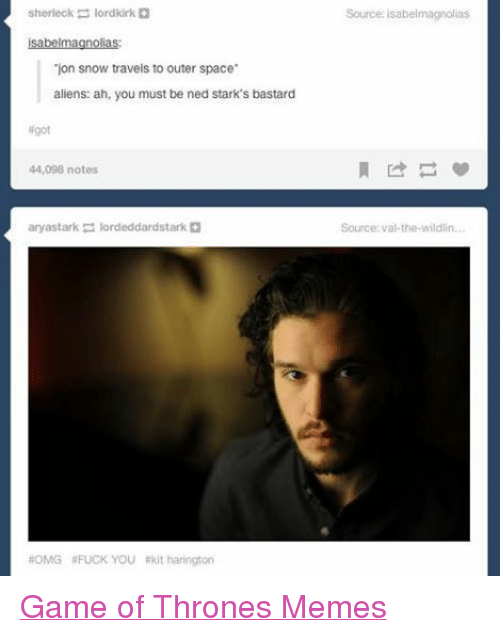 sherleck lordkirk
Source: isabelmagnolias
isabelmagnolias:
*jon snow travels to outer space*
aliens: ah, you must be ned stark's bastard
#got
44,098 notes
aryastark lordeddardstark
Source: val-the-wildlin...
#OMG #FUCK YOU #kit harington
Game of Thrones Memes